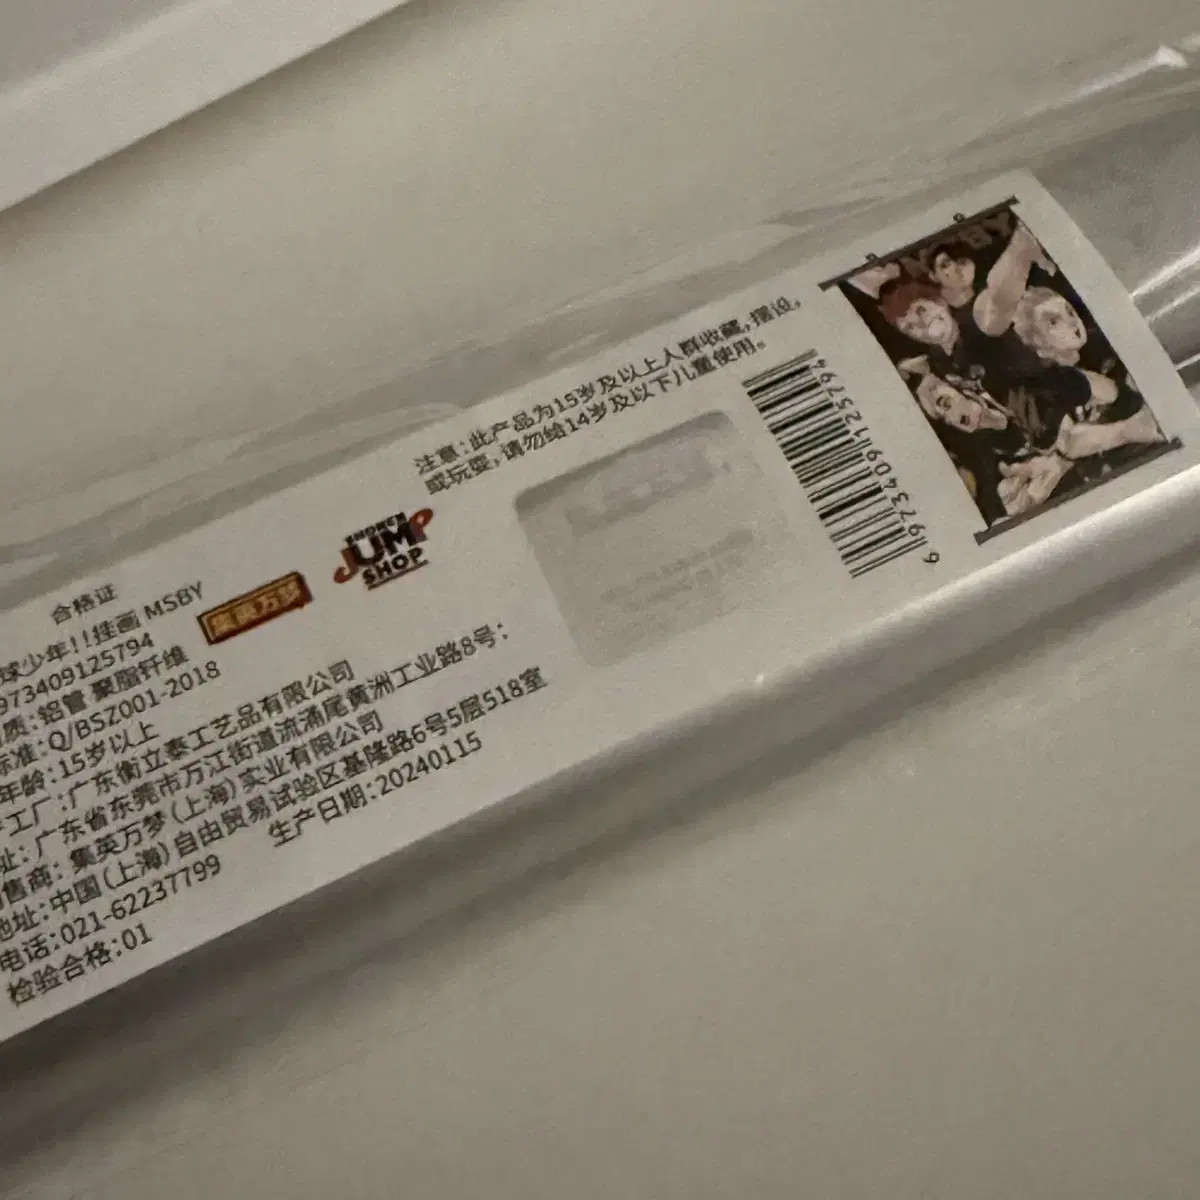 合格证
球少年!!挂画 MSBY
973409125794
质:铝管 聚脂钎维
标准:Q/BSZ001-2018
年龄:15岁以上
工厂:广东衡立泰工艺品有限公司
址:广东省东莞市万江街道流涌尾黄洲工业路8号:
售商:集英万梦(上海)实业有限公司
地址:中国(上海)自由贸易试验区基隆路6号5层518室
电话:021-62237799
生产日期:20240115
检验合格:01
集英万梦
JUMP
SHOP
注意:此产品为15岁及以上人群收藏,摆设,
或玩耍,请勿给14岁及以下儿童使用。
6 973409 125794